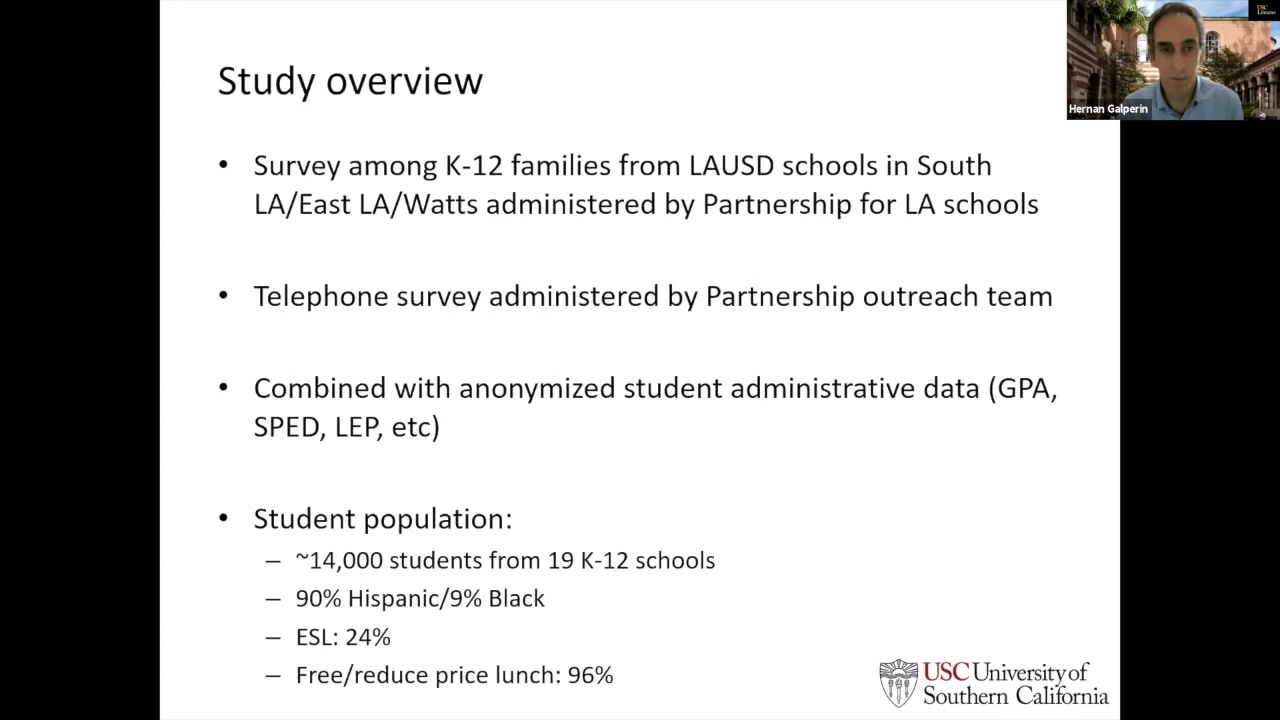 Study overview
• Survey among K-12 families from LAUSD schools in South
LA/East LA/Watts administered by Partnership for LA schools
• Telephone survey administered by Partnership outreach team
• Combined with anonymized student administrative data (GPA,
SPED, LEP, etc)
• Student population:
– ~14,000 students from 19 K-12 schools
– 90% Hispanic/9% Black
– ESL: 24%
– Free/reduce price lunch: 96%
USC University of
Southern California
Hernan Galperin
USC
Libraries